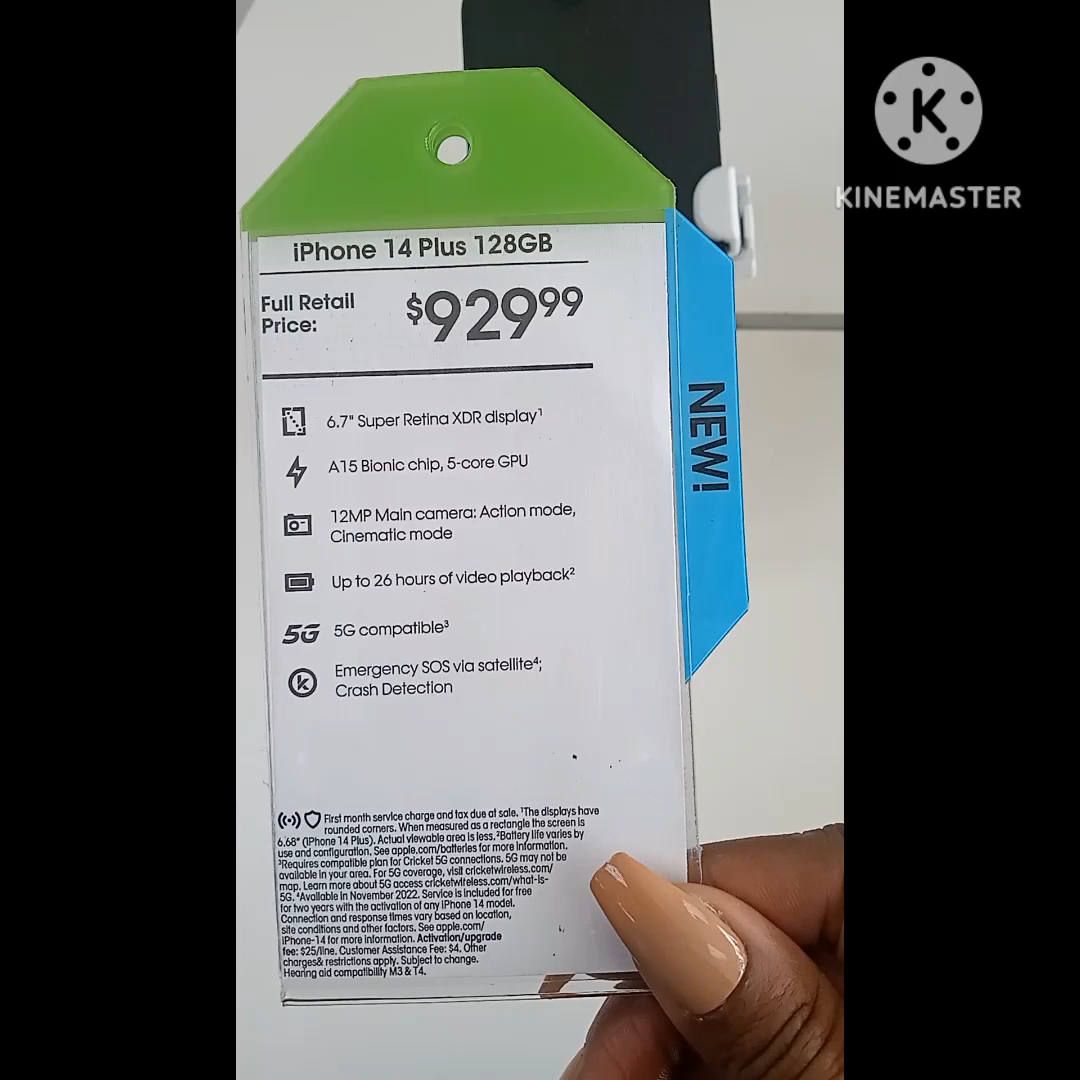 K
KINEMASTER
iPhone 14 Plus 128GB
Full Retail
Price:
$92999
6.7" Super Retina XDR display¹
A15 Bionic chip, 5-core GPU
12MP Main camera: Action mode,
Cinematic mode
Up to 26 hours of video playback²
5G 5G compatible³
Emergency SOS via satellite⁴;
Crash Detection
NEW!
First month service charge and tax due at sale. ¹The displays have
rounded corners. When measured as a rectangle the screen is
6.68" (iPhone 14 Plus). Actual viewable area is less. ²Battery life varies by
use and configuration. See apple.com/batteries for more information.
³Requires compatible plan for Cricket 5G connections. 5G may not be
available in your area. For 5G coverage, visit cricketwireless.com/
map. Learn more about 5G access cricketwireless.com/what-is-
5G. ⁴Available in November 2022. Service is included for free
for two years with the activation of any iPhone 14 model.
Connection and response times vary based on location,
site conditions and other factors. See apple.com/
iPhone-14 for more information. Activation/upgrade
fee: $25/line. Customer Assistance Fee: $4. Other
charges& restrictions apply. Subject to change.
Hearing aid compatibility M3 & T4.